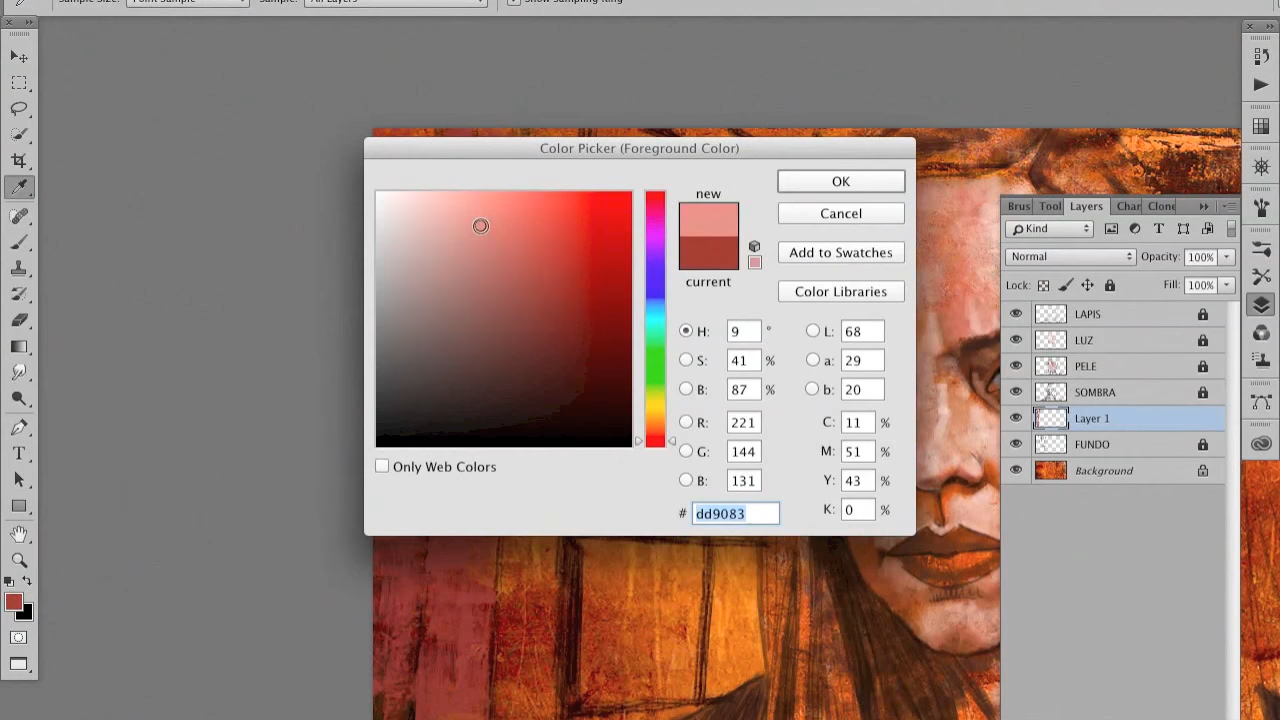 Sample Size: Point Sample Sample: All Layers Show Sampling Ring
Color Picker (Foreground Color)
new
current
OK
Cancel
Add to Swatches
Color Libraries
H: 9 °
S: 41 %
B: 87 %
R: 221
G: 144
B: 131
# dd9083
L: 68
a: 29
b: 20
C: 11 %
M: 51 %
Y: 43 %
K: 0 %
Only Web Colors
Brus Tool Layers Char Clone
Kind
Normal Opacity: 100%
Lock: Fill: 100%
LAPIS
LUZ
PELE
SOMBRA
Layer 1
FUNDO
Background